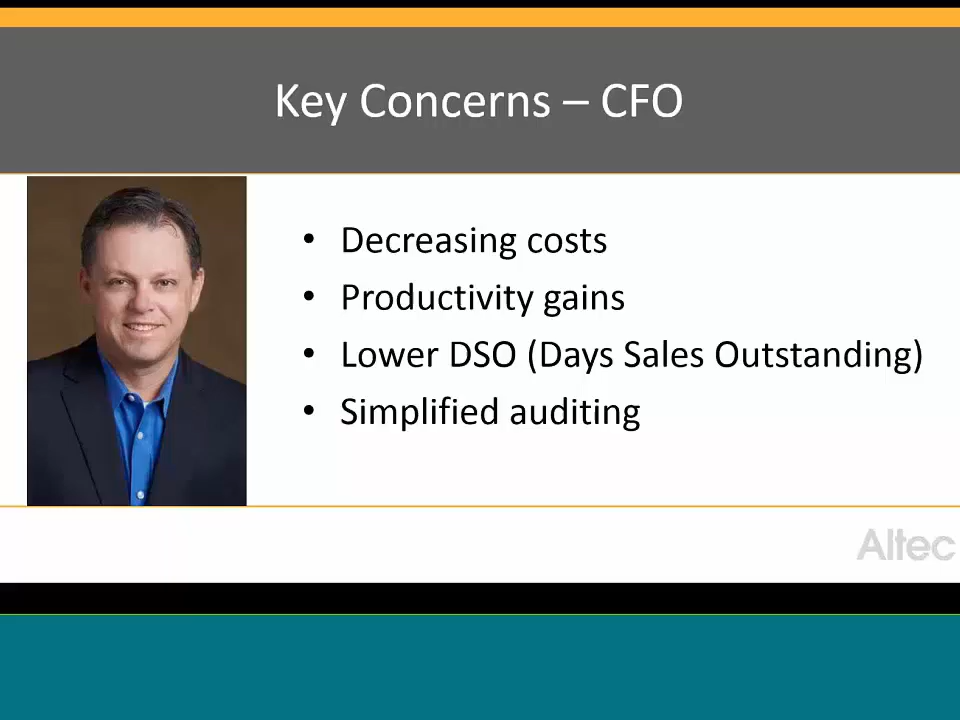 Key Concerns – CFO
• Decreasing costs
• Productivity gains
• Lower DSO (Days Sales Outstanding)
• Simplified auditing
Altec